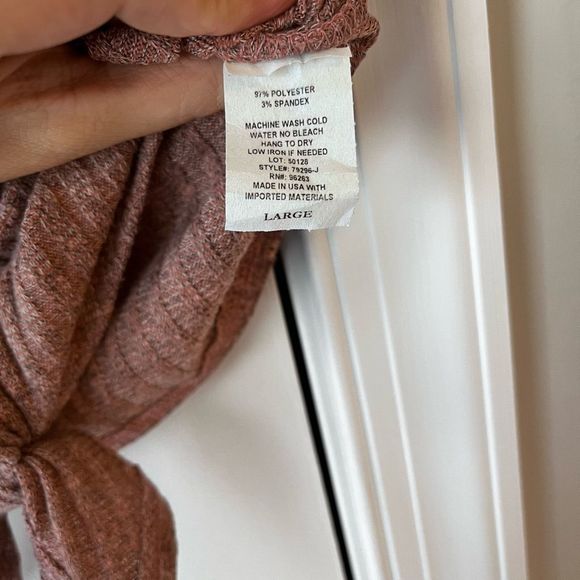 97% POLYESTER
3% SPANDEX
MACHINE WASH COLD
WATER NO BLEACH
HANG TO DRY
LOW IRON IF NEEDED
LOT: 50128
STYLE#: 79296-J
RN#: 96263
MADE IN USA WITH
IMPORTED MATERIALS
LARGE